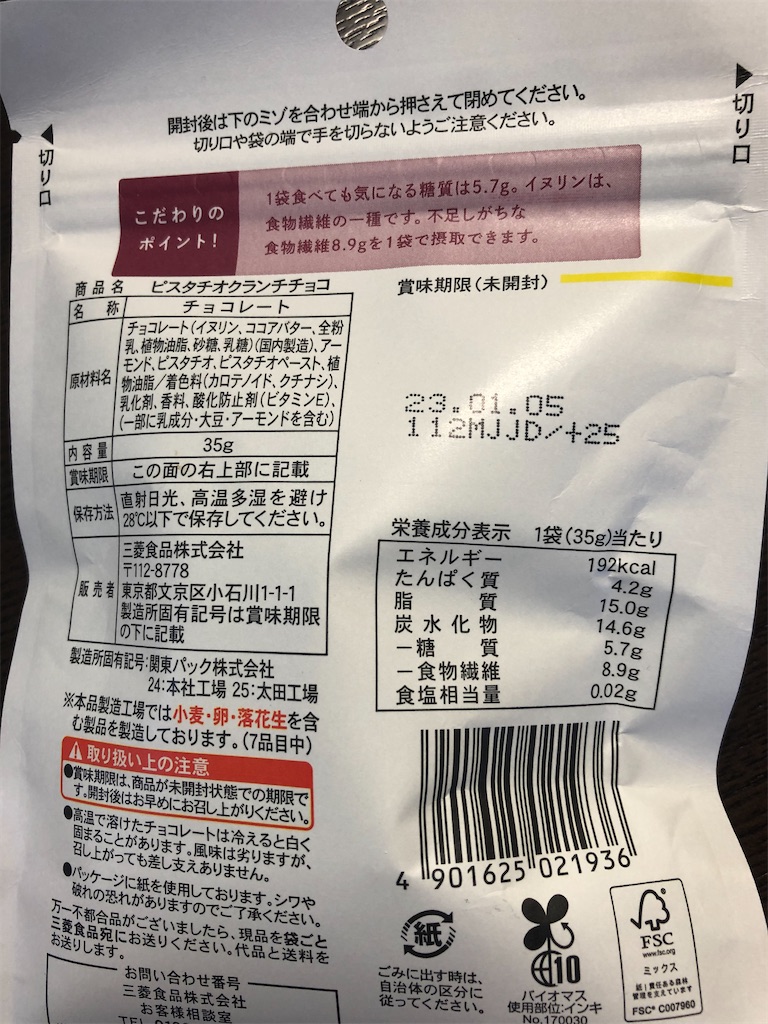 開封後は下のミゾを合わせ端から押さえて閉めてください。
切り口や袋の端で手を切らないようご注意ください。
切り口
切り口
こだわりの
ポイント!
1袋食べても気になる糖質は5.7g。イヌリンは、
食物繊維の一種です。不足しがちな
食物繊維8.9gを1袋で摂取できます。
商品名 ピスタチオクランチチョコ
名称 チョコレート
原材料名
チョコレート(イヌリン、ココアバター、全粉
乳、植物油脂、砂糖、乳糖)(国内製造)、アー
モンド、ピスタチオ、ピスタチオペースト、植
物油脂/着色料(カロテノイド、クチナシ)、
乳化剤、香料、酸化防止剤(ビタミンE)、
(一部に乳成分・大豆・アーモンドを含む)
内容量 35g
賞味期限 この面の右上部に記載
保存方法
直射日光、高温多湿を避け
28℃以下で保存してください。
販売者
三菱食品株式会社
〒112-8778
東京都文京区小石川1-1-1
製造所固有記号は賞味期限
の下に記載
製造所固有記号:関東パック株式会社
24:本社工場 25:太田工場
※本品製造工場では小麦・卵・落花生を含
む製品を製造しております。(7品目中)
取り扱い上の注意
●賞味期限は、商品が未開封状態での期限で
す。開封後はお早めにお召し上がりください。
●高温で溶けたチョコレートは冷えると白く
固まることがあります。風味は劣りますが、
召し上がっても差し支えありません。
●パッケージに紙を使用しております。シワや
破れの恐れがありますのでご了承ください。
万一不都合品がございましたら、現品を袋ごと
三菱食品宛にお送りください。代品と送料を
お送りします。
お問い合わせ番号
三菱食品株式会社
お客様相談室
賞味期限(未開封)
23.01.05
112MJJD/+25
栄養成分表示 1袋(35g)当たり
エネルギー 192kcal
たんぱく質 4.2g
脂質 15.0g
炭水化物 14.6g
－糖質 5.7g
－食物繊維 8.9g
食塩相当量 0.02g
4 901625 021936
紙
ごみに出す時は、
自治体の区分に
従ってください。
10
バイオマス
使用部位:インキ
No.170030
FSC
www.fsc.org
ミックス
紙|責任ある森林
管理を支えています
FSC® C007960